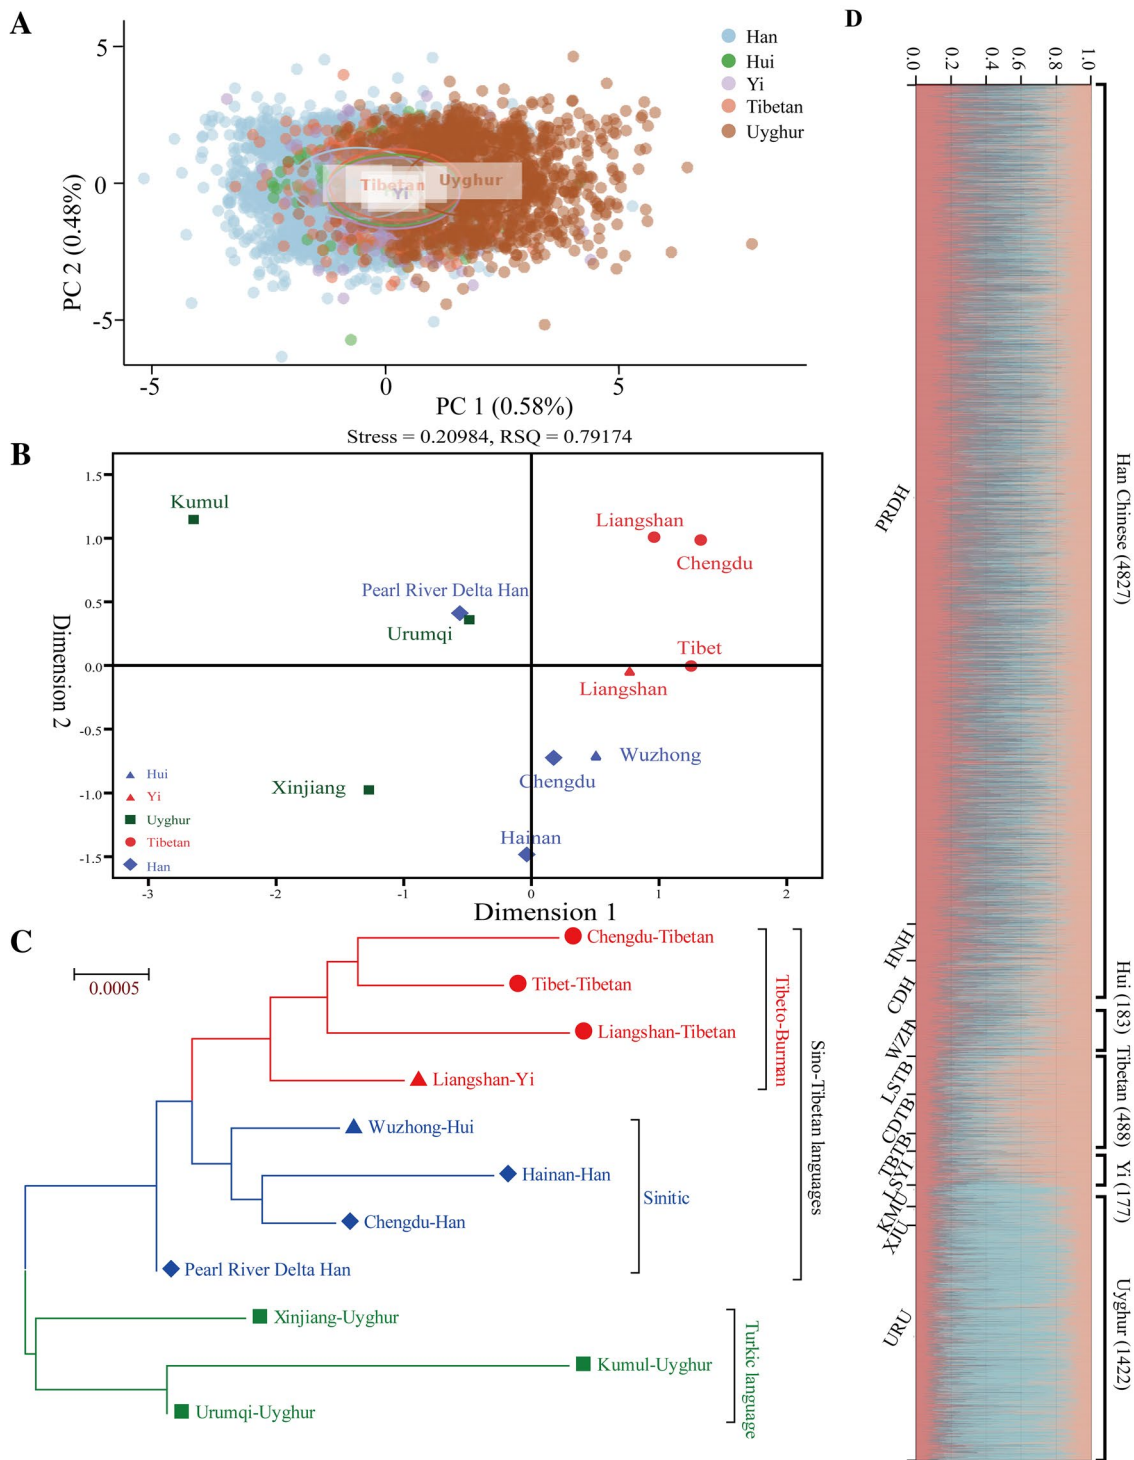 A
5
0
-5
PC 2 (0.48%)
-5
0
5
PC 1 (0.58%)
Han
Hui
Yi
Tibetan
Uyghur
Tibetan
Yi
Uyghur
B
Stress = 0.20984, RSQ = 0.79174
1.5
1.0
0.5
0.0
-0.5
-1.0
-1.5
Dimension 2
Kumul
Liangshan
Chengdu
Pearl River Delta Han
Urumqi
Tibet
Liangshan
Wuzhong
Chengdu
Xinjiang
Hainan
Hui
Yi
Uyghur
Tibetan
Han
-3
-2
-1
0
1
2
Dimension 1
C
0.0005
Chengdu-Tibetan
Tibet-Tibetan
Liangshan-Tibetan
Liangshan-Yi
Wuzhong-Hui
Hainan-Han
Chengdu-Han
Pearl River Delta Han
Xinjiang-Uyghur
Kumul-Uyghur
Urumqi-Uyghur
Tibeto-Burman
Sinitic
Sino-Tibetan languages
Turkic language
D
0.0
0.2
0.4
0.6
0.8
1.0
PRDH
HNH
CDH
WZH
LSTB
CDTB
TBTB
LSYI
KMU
XJU
URU
Han Chinese (4827)
Hui (183)
Tibetan (488)
Yi (177)
Uyghur (1422)